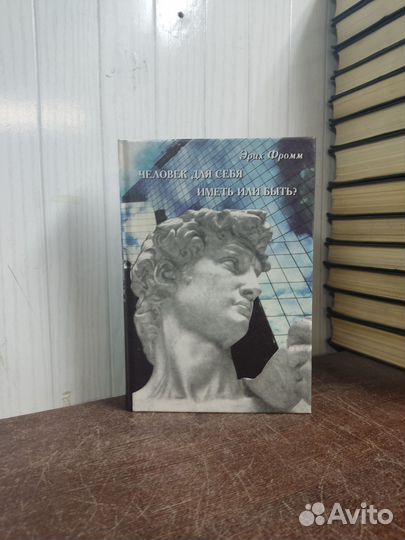 Эрих Фромм
ЧЕЛОВЕК ДЛЯ СЕБЯ
ИМЕТЬ ИЛИ БЫТЬ?
Avito